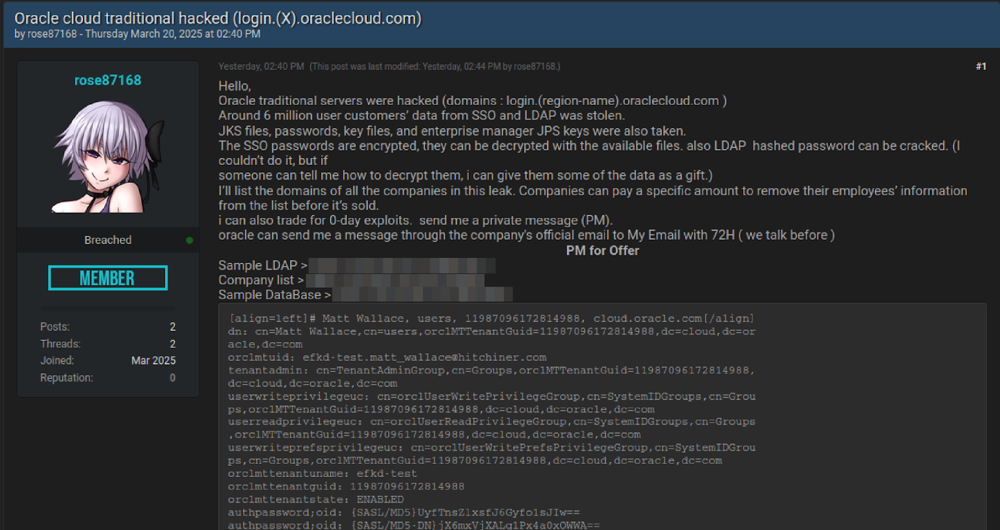 Oracle cloud traditional hacked (login.(X).oraclecloud.com)
by rose87168 - Thursday March 20, 2025 at 02:40 PM
rose87168
Breached
MEMBER
Posts: 2
Threads: 2
Joined: Mar 2025
Reputation: 0
Yesterday, 02:40 PM (This post was last modified: Yesterday, 02:44 PM by rose87168.)
#1
Hello,
Oracle traditional servers were hacked (domains : login.(region-name).oraclecloud.com )
Around 6 million user customers' data from SSO and LDAP was stolen.
JKS files, passwords, key files, and enterprise manager JPS keys were also taken.
The SSO passwords are encrypted, they can be decrypted with the available files. also LDAP hashed password can be cracked. (I
couldn't do it, but if
someone can tell me how to decrypt them, i can give them some of the data as a gift.)
I'll list the domains of all the companies in this leak. Companies can pay a specific amount to remove their employees' information
from the list before it's sold.
i can also trade for 0-day exploits. send me a private message (PM).
oracle can send me a message through the company's official email to My Email with 72H ( we talk before )
PM for Offer
Sample LDAP >
Company list >
Sample DataBase >
[align=left]# Matt Wallace, users, 11987096172814988, cloud.oracle.com[/align]
dn: cn=Matt Wallace,cn=users,orclMTTenantGuid=11987096172814988,dc=cloud,dc=or
acle,dc=com
orclmtuid: efkd-test.matt_wallace@hitchiner.com
tenantadmin: cn=TenantAdminGroup,cn=Groups,orclMTTenantGuid=11987096172814988,
dc=cloud,dc=oracle,dc=com
userwriteprivilegeuc: cn=orclUserWritePrivilegeGroup,cn=SystemIDGroups,cn=Grou
ps,orclMTTenantGuid=11987096172814988,dc=cloud,dc=oracle,dc=com
userreadprivilegeuc: cn=orclUserReadPrivilegeGroup,cn=SystemIDGroups,cn=Groups
,orclMTTenantGuid=11987096172814988,dc=cloud,dc=oracle,dc=com
userwriteprefsprivilegeuc: cn=orclUserWritePrefsPrivilegeGroup,cn=SystemIDGrou
ps,cn=Groups,orclMTTenantGuid=11987096172814988,dc=cloud,dc=oracle,dc=com
orclmttenantuname: efkd-test
orclmttenantguid: 11987096172814988
orclmttenantstate: ENABLED
authpassword;oid: {SASL/MD5}UyfTnsZlxsfJ6Gyfo1sJIw==
authpassword;oid: {SASL/MD5-DN}jX6mxVjXALq1Px4a0xOWWA==